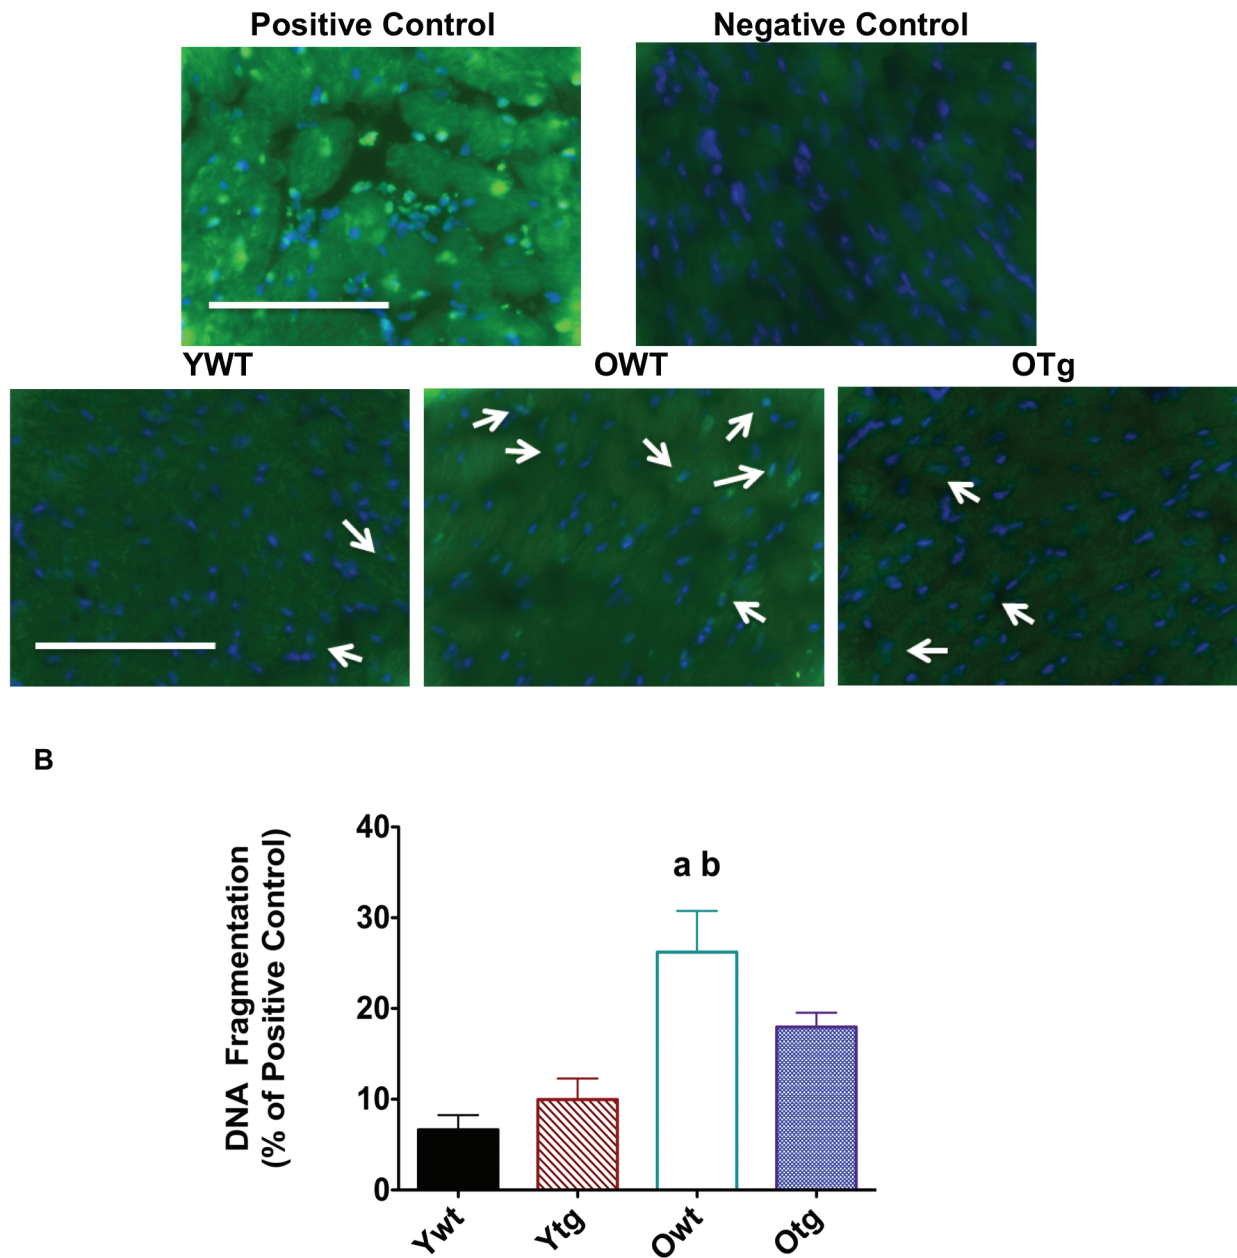 Positive Control
Negative Control
YWT
OWT
OTg
B
DNA Fragmentation
(% of Positive Control)
40
30
20
10
0
a b
Ywt
Ytg
Owt
Otg